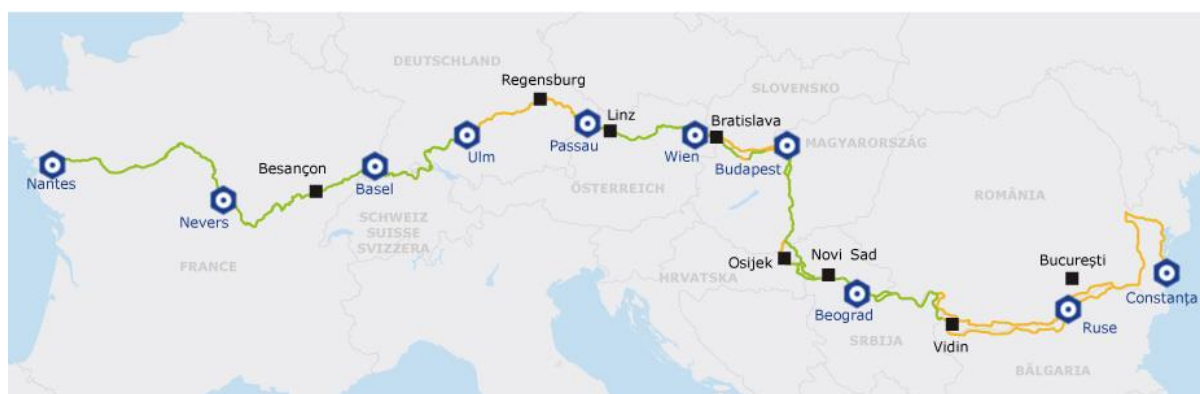 DEUTSCHLAND
Regensburg
SLOVENSKO
Linz
Bratislava
Ulm
Passau
Wien
Budapest
MAGYARORSZÁG
Besançon
Basel
Nantes
Nevers
ÖSTERREICH
SCHWEIZ
SUISSE
SVIZZERA
ROMÂNIA
FRANCE
Osijek
Novi Sad
HRVATSKA
București
Beograd
Constanța
Ruse
SRBIJA
Vidin
BĂLGARIA